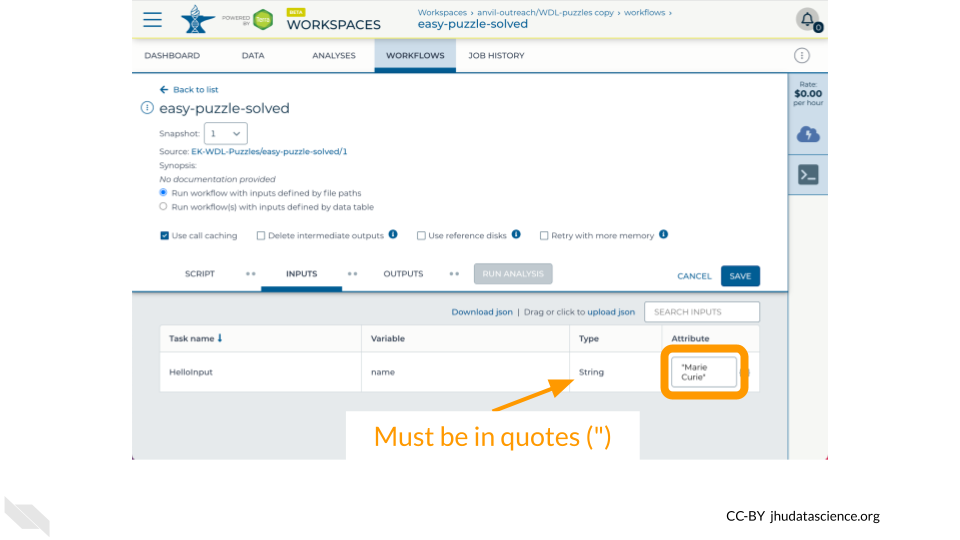 POWERED BY Terra
BETA
WORKSPACES
Workspaces › anvil-outreach/WDL-puzzles copy › workflows ›
easy-puzzle-solved
0
DASHBOARD DATA ANALYSES WORKFLOWS JOB HISTORY
Rate:
$0.00
per hour
Back to list
easy-puzzle-solved
Snapshot: 1
Source: EK-WDL-Puzzles/easy-puzzle-solved/1
Synopsis:
No documentation provided
Run workflow with inputs defined by file paths
Run workflow(s) with inputs defined by data table
Use call caching Delete intermediate outputs Use reference disks Retry with more memory
SCRIPT INPUTS OUTPUTS RUN ANALYSIS CANCEL SAVE
Download json | Drag or click to upload json SEARCH INPUTS
Task name Variable Type Attribute
HelloInput name String "Marie
Curie"
Must be in quotes (")
CC-BY jhudatascience.org